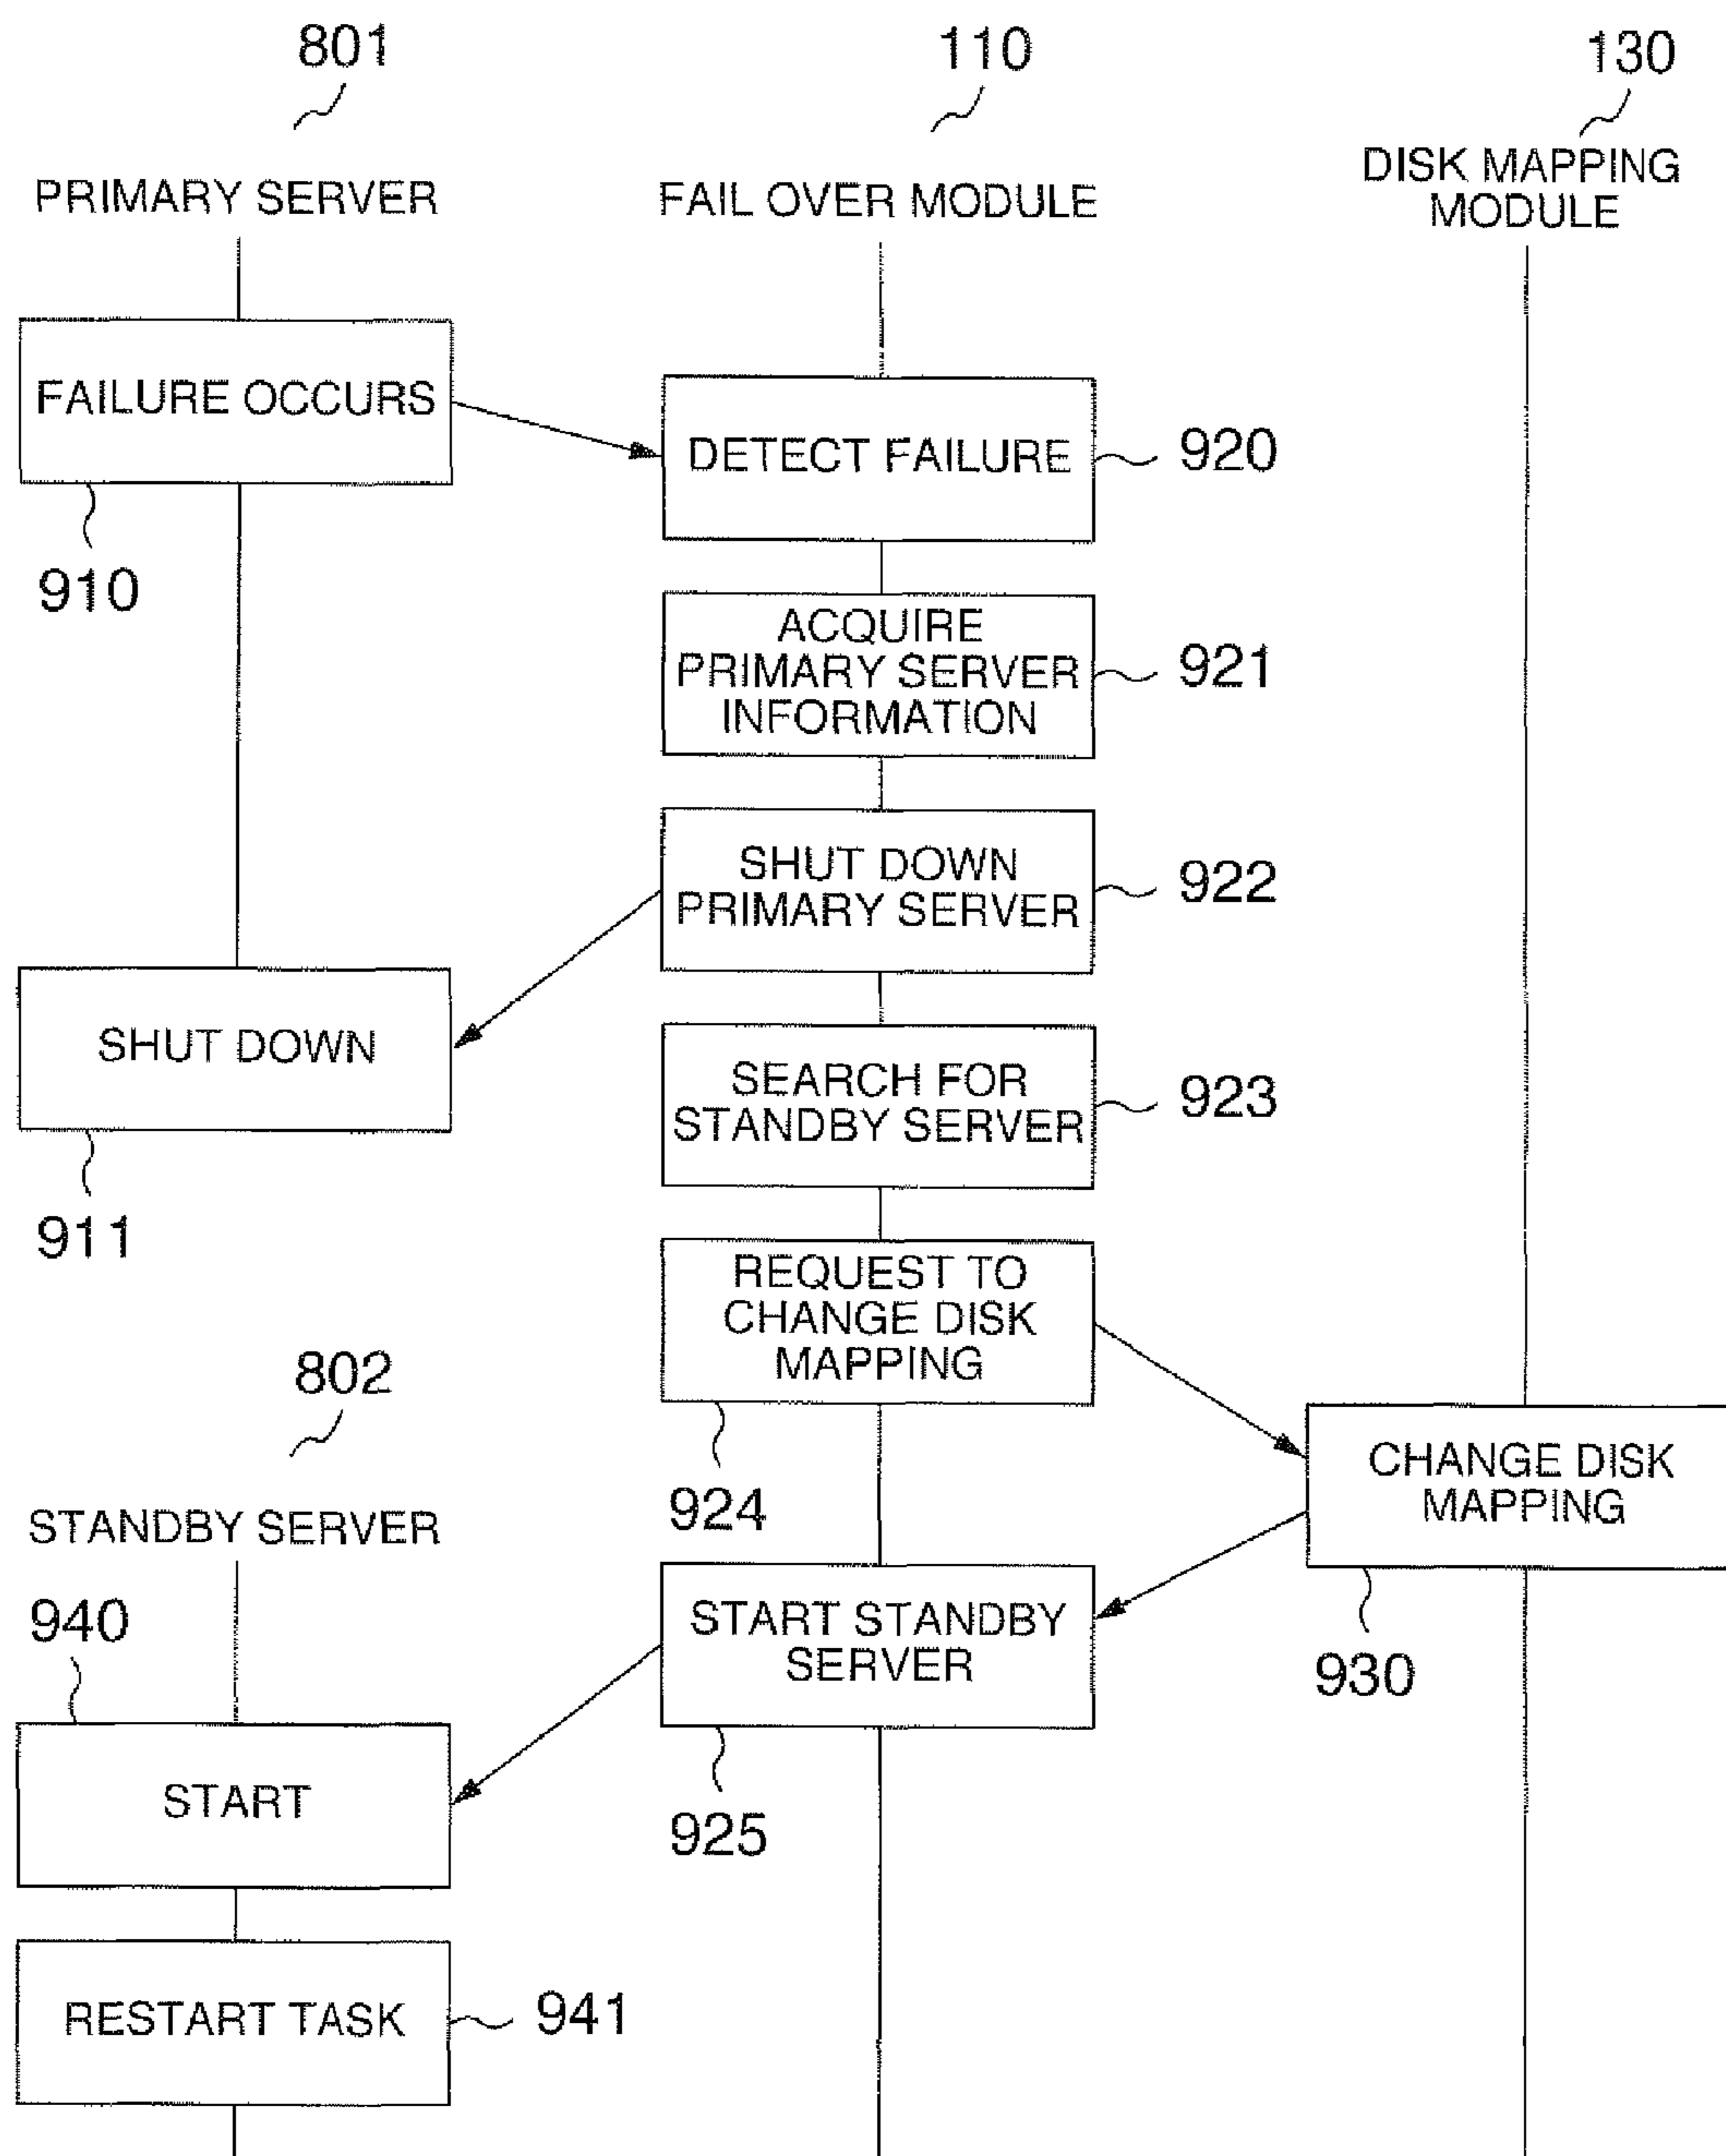 801
110
130
PRIMARY SERVER
FAIL OVER MODULE
DISK MAPPING
MODULE
FAILURE OCCURS
910
DETECT FAILURE
920
ACQUIRE
PRIMARY SERVER
INFORMATION
921
SHUT DOWN
PRIMARY SERVER
922
SHUT DOWN
911
SEARCH FOR
STANDBY SERVER
923
REQUEST TO
CHANGE DISK
MAPPING
924
CHANGE DISK
MAPPING
930
802
STANDBY SERVER
START STANDBY
SERVER
925
940
START
RESTART TASK
941